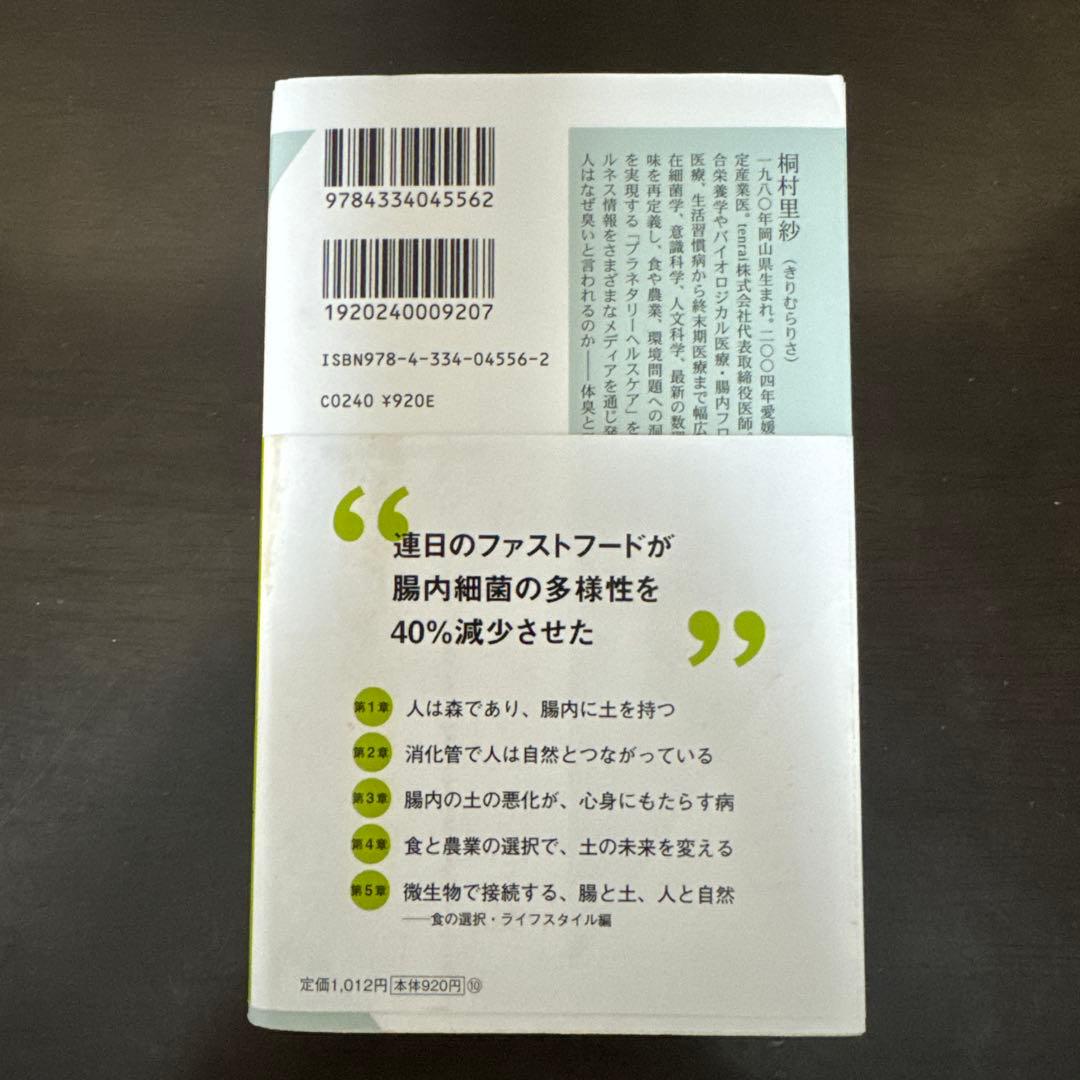 9784334045562
1920240009207
ISBN978-4-334-04556-2
C0240 ¥920E
桐村里紗（きりむらりさ）
一九八〇年岡山県生まれ。二〇〇四年愛媛
定産業医。tenrai株式会社代表取締役医師。
合栄養学やバイオロジカル医療・腸内フロ
医療、生活習慣病から終末期医療まで幅広
在細菌学、意識科学、人文科学、最新の数理
味を再定義し、食や農業、環境問題への洞
を実現する「プラネタリーヘルスケア」を
ルネス情報をさまざまなメディアを通じ発
人はなぜ臭いと言われるのか――体臭と
“
連日のファストフードが
腸内細菌の多様性を
40%減少させた
”
第1章 人は森であり、腸内に土を持つ
第2章 消化管で人は自然とつながっている
第3章 腸内の土の悪化が、心身にもたらす病
第4章 食と農業の選択で、土の未来を変える
第5章 微生物で接続する、腸と土、人と自然
――食の選択・ライフスタイル編
定価1,012円 本体920円 ⑩